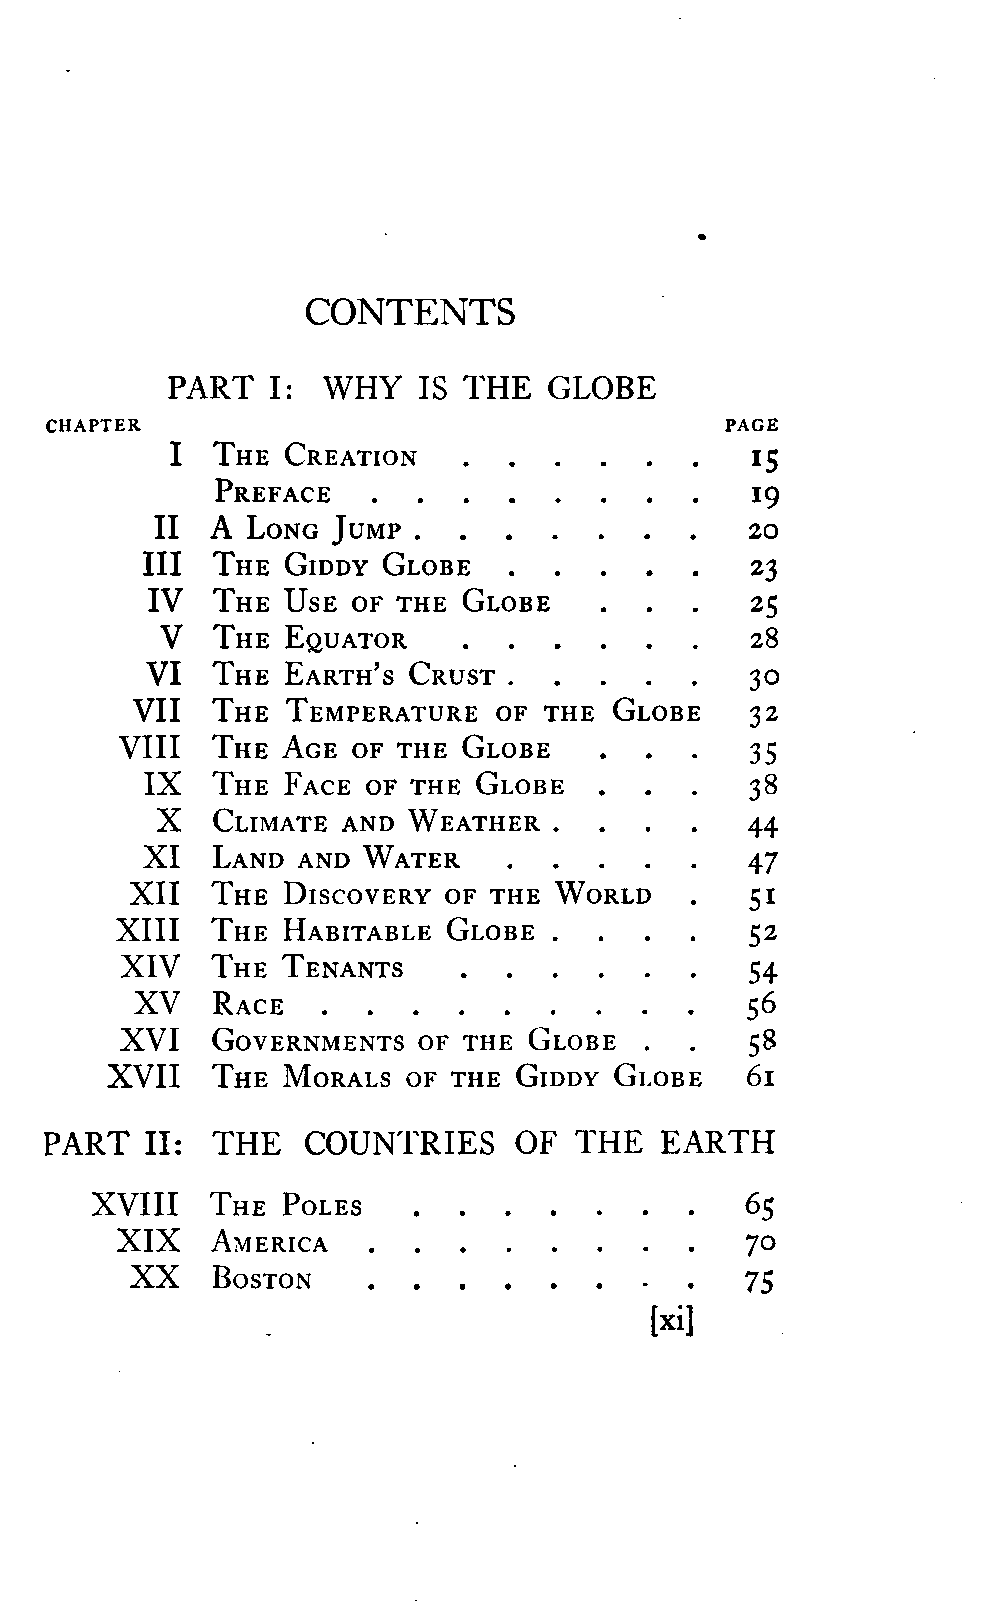 CONTENTS
PART I: WHY IS THE GLOBE
CHAPTER PAGE
I The Creation . . . . . . 15
Preface . . . . . . . . 19
II A Long Jump . . . . . . . 20
III The Giddy Globe . . . . . 23
IV The Use of the Globe . . . 25
V The Equator . . . . . . 28
VI The Earth's Crust . . . . . 30
VII The Temperature of the Globe 32
VIII The Age of the Globe . . . 35
IX The Face of the Globe . . . 38
X Climate and Weather . . . . 44
XI Land and Water . . . . . 47
XII The Discovery of the World . 51
XIII The Habitable Globe . . . . 52
XIV The Tenants . . . . . . 54
XV Race . . . . . . . . . 56
XVI Governments of the Globe . . 58
XVII The Morals of the Giddy Globe 61
PART II: THE COUNTRIES OF THE EARTH
XVIII The Poles . . . . . . . 65
XIX America . . . . . . . . 70
XX Boston . . . . . . . . 75
[xi]